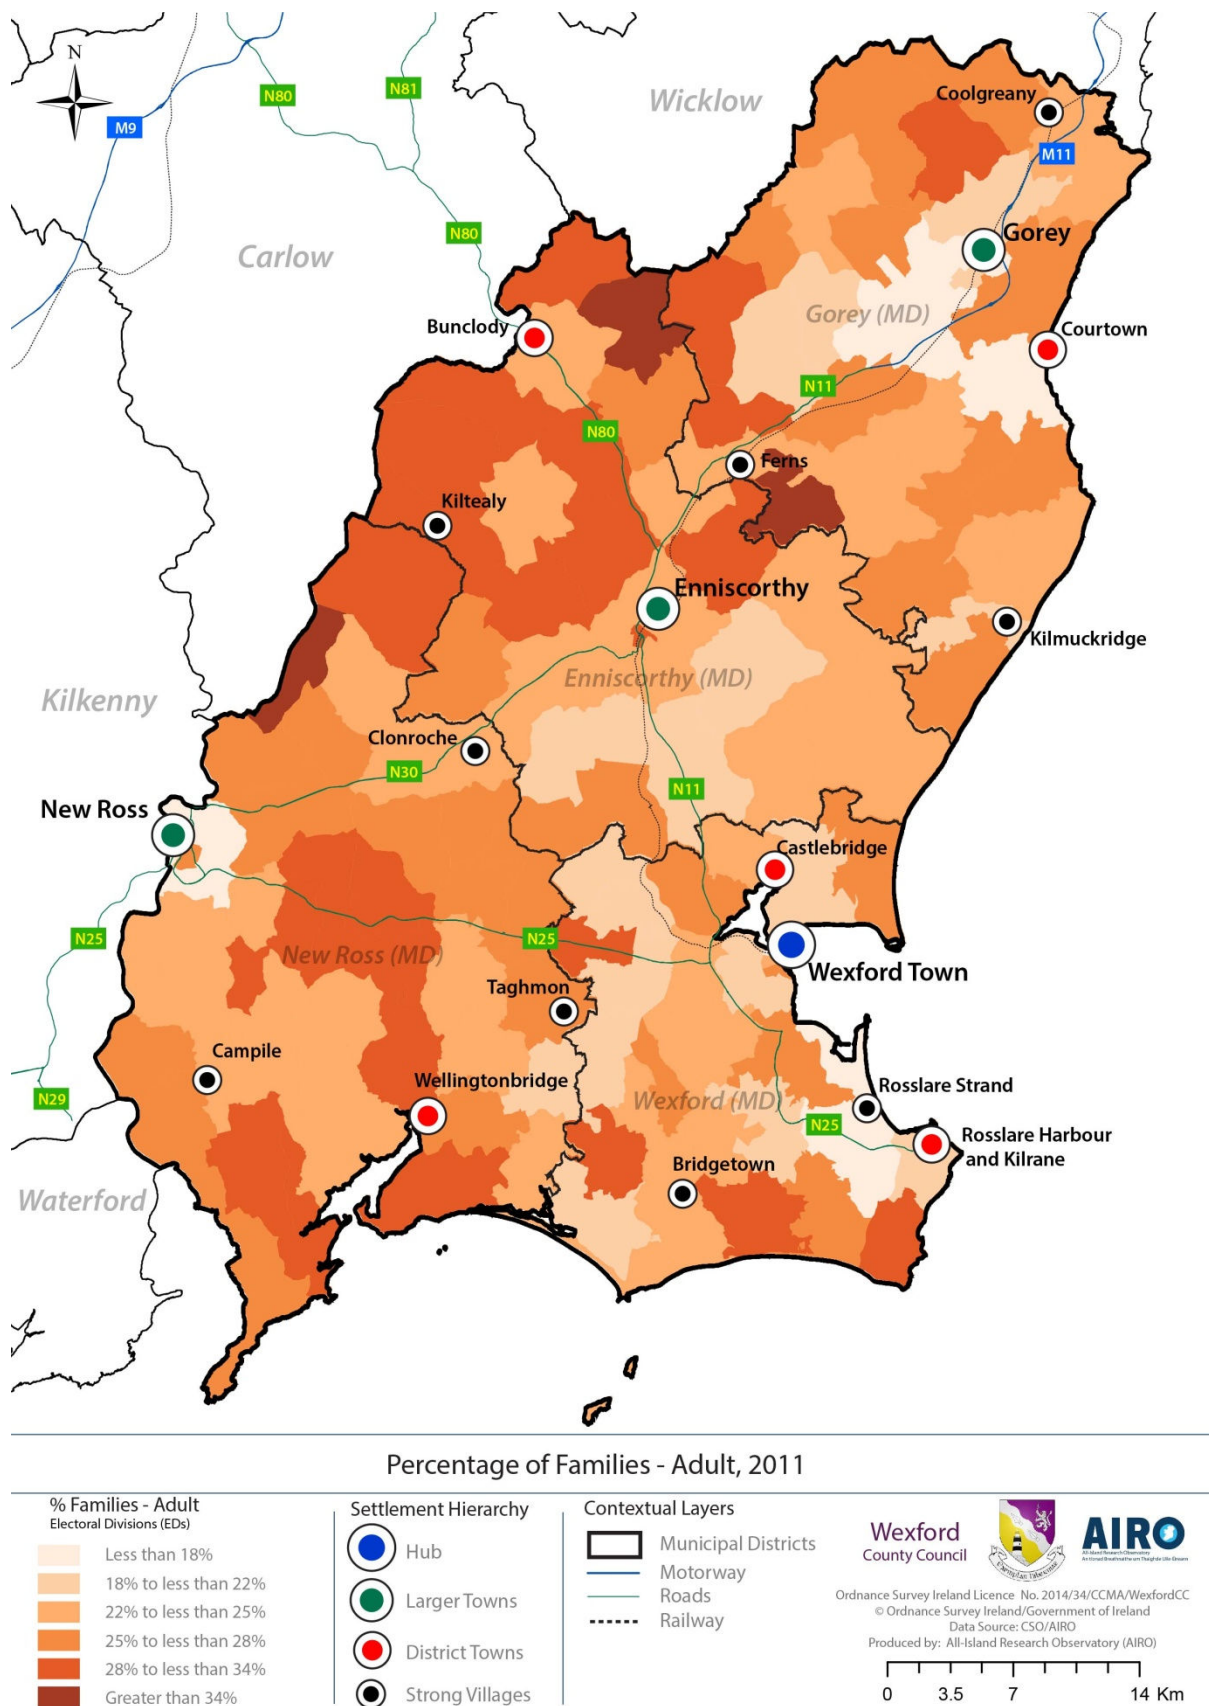 N
Wicklow
Coolgreany
N80
N81
M9
M11
N80
Carlow
Gorey
Gorey (MD)
Bunclody
Courtown
N11
N80
Ferns
Kiltealy
Enniscorthy
Kilmuckridge
Enniscorthy (MD)
Kilkenny
Clonroche
N30
N11
New Ross
Castlebridge
N25
N25
New Ross (MD)
Wexford Town
Taghmon
Campile
Wellingtonbridge
Rosslare Strand
N29
Wexford (MD)
N25
Rosslare Harbour
and Kilrane
Bridgetown
Waterford
Percentage of Families - Adult, 2011
% Families - Adult
Electoral Divisions (EDs)
Less than 18%
18% to less than 22%
22% to less than 25%
25% to less than 28%
28% to less than 34%
Greater than 34%
Settlement Hierarchy
Hub
Larger Towns
District Towns
Strong Villages
Contextual Layers
Municipal Districts
Motorway
Roads
Railway
Wexford
County Council
AIRO
All-Island Research Observatory
Ordnance Survey Ireland Licence No. 2014/34/CCMA/WexfordCC
© Ordnance Survey Ireland/Government of Ireland
Data Source: CSO/AIRO
Produced by: All-Island Research Observatory (AIRO)
0 3.5 7 14 Km